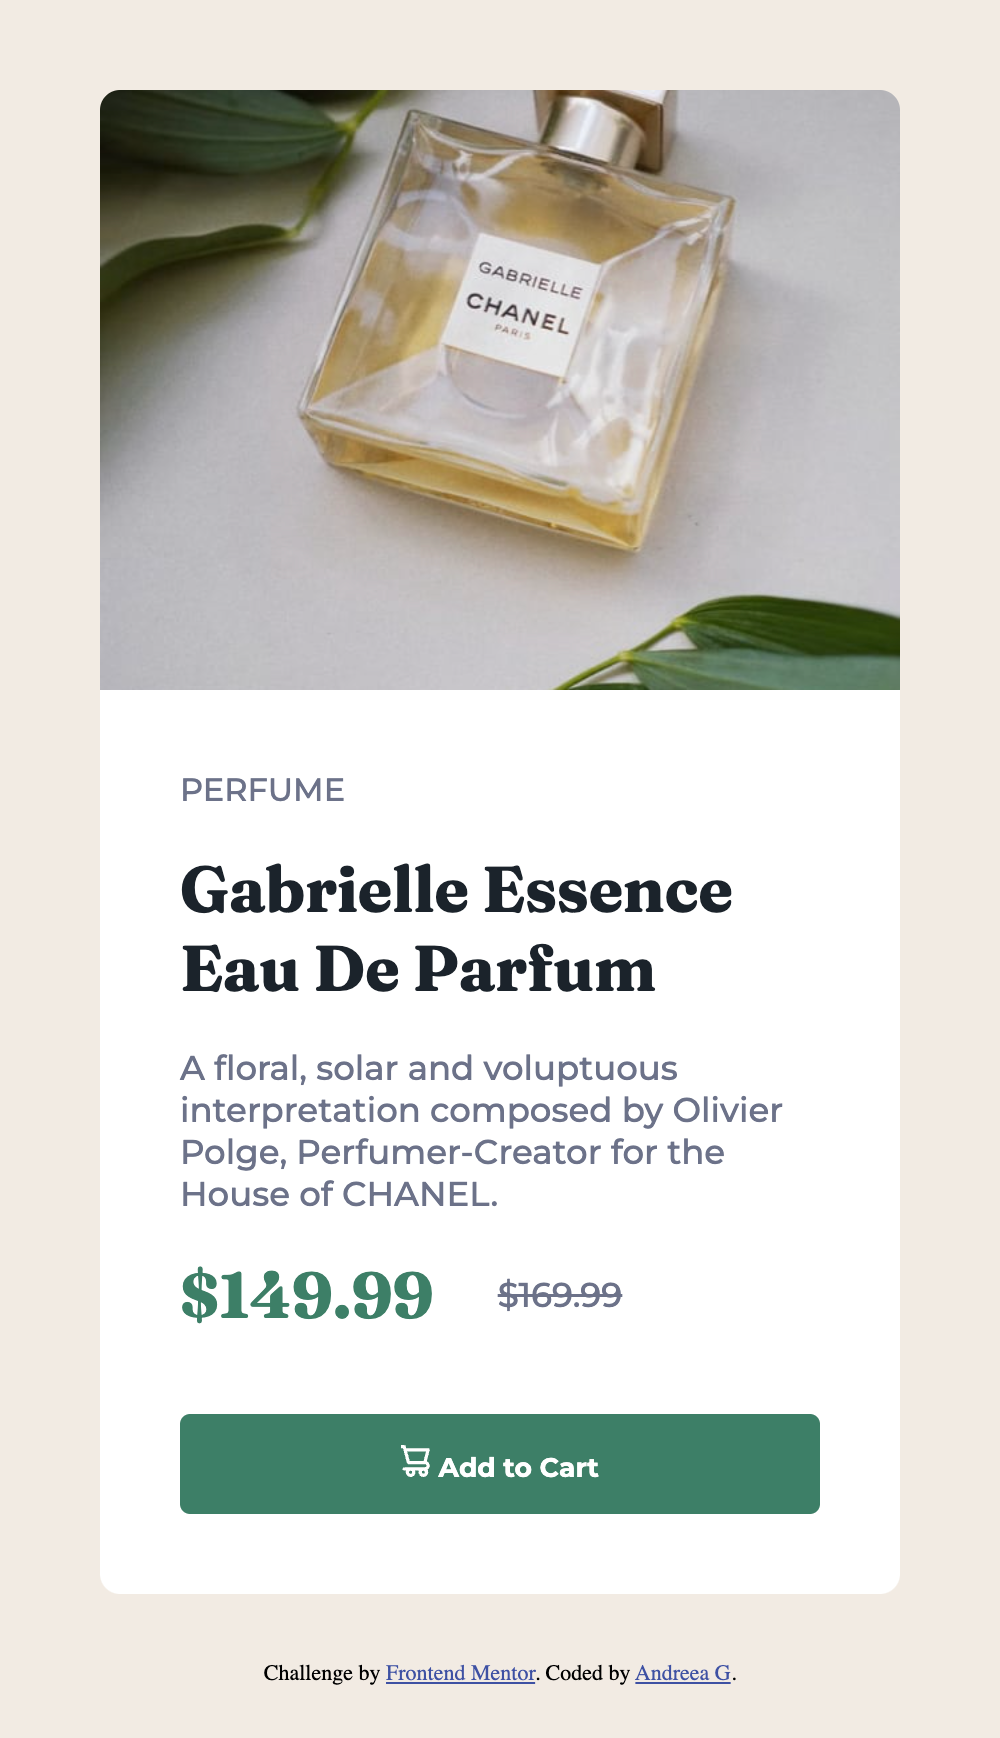 GABRIELLE
CHANEL
PARIS
PERFUME
Gabrielle Essence
Eau De Parfum
A floral, solar and voluptuous
interpretation composed by Olivier
Polge, Perfumer-Creator for the
House of CHANEL.
$149.99 $169.99
Add to Cart
Challenge by Frontend Mentor. Coded by Andreea G.